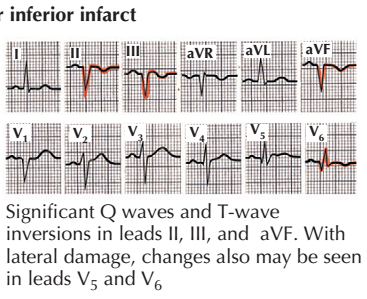 r inferior infarct
I II III aVR aVL aVF
V1 V2 V3 V4 V5 V6
Significant Q waves and T-wave
inversions in leads II, III, and aVF. With
lateral damage, changes also may be seen
in leads V5 and V6